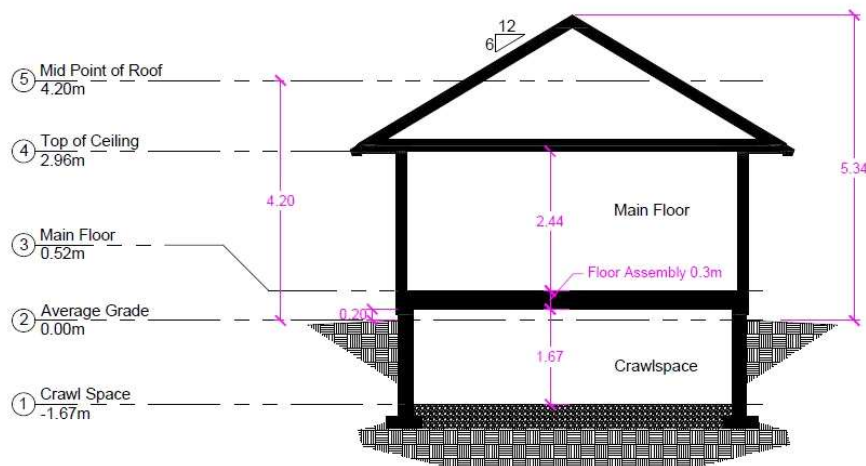 12
6
5 Mid Point of Roof
4.20m
4 Top of Ceiling
2.96m
5.34
4.20
2.44
Main Floor
3 Main Floor
0.52m
Floor Assembly 0.3m
2 Average Grade
0.00m
0.20
1.67
Crawlspace
1 Crawl Space
-1.67m